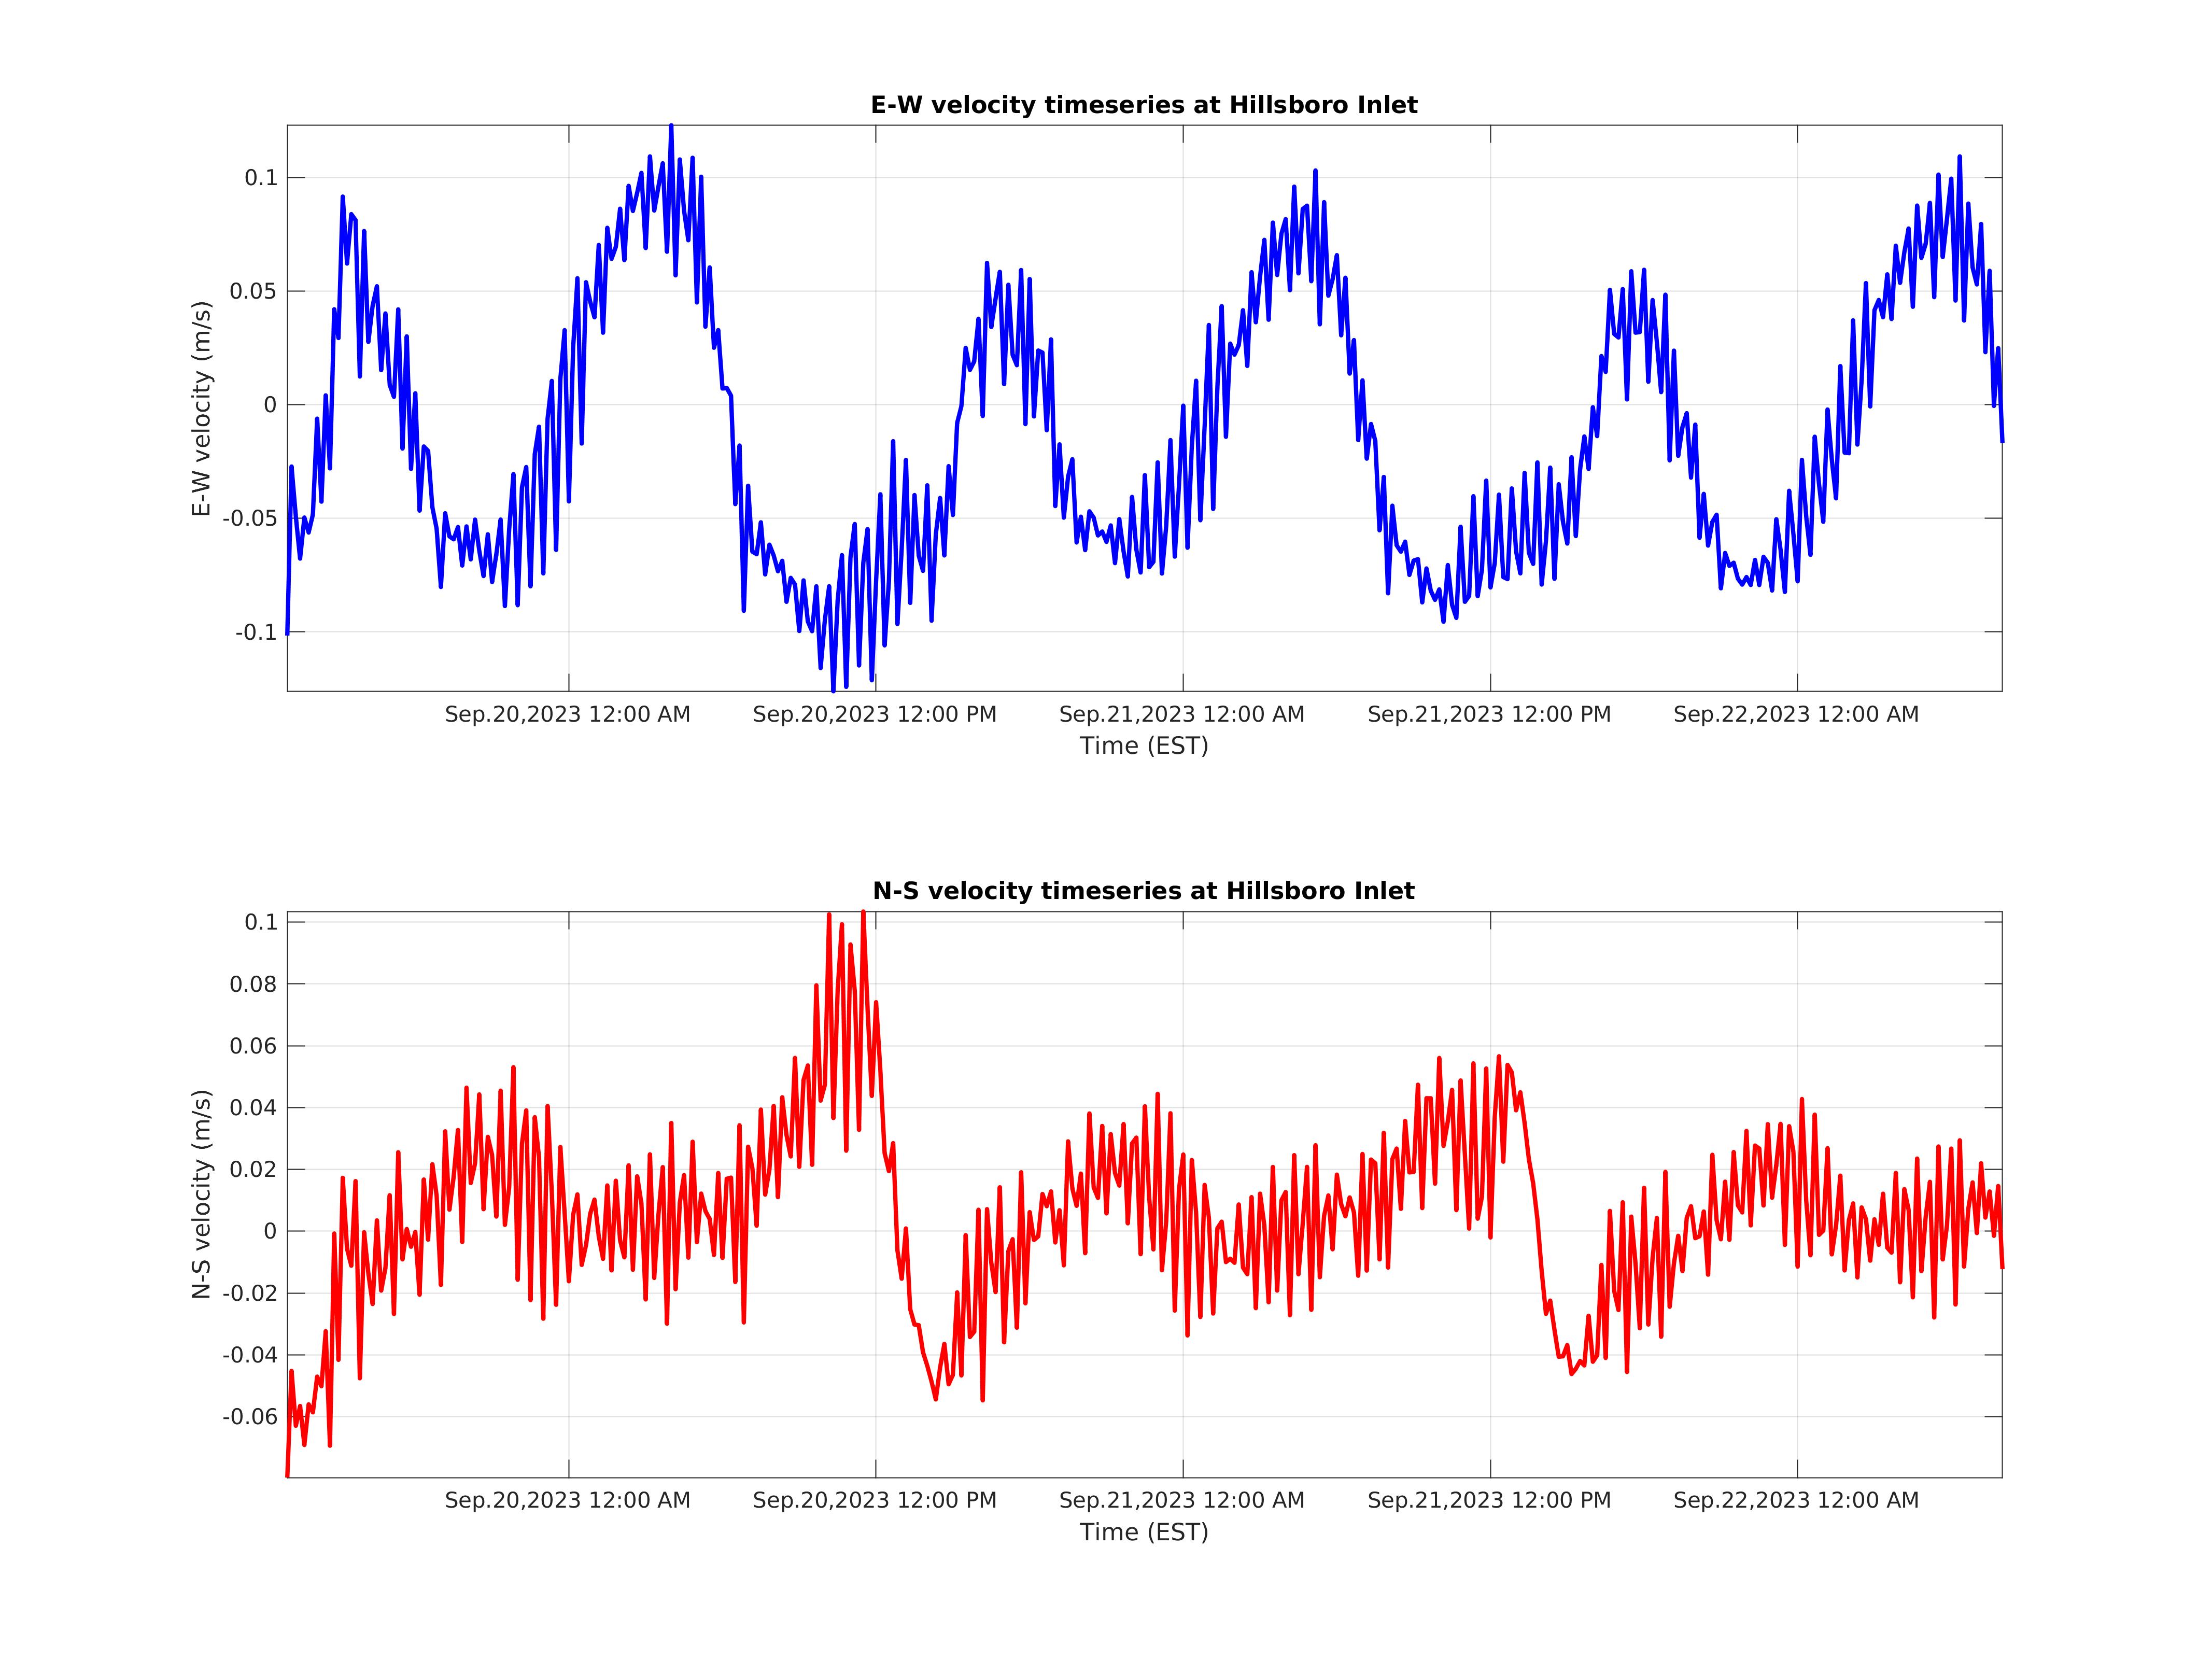 E-W velocity timeseries at Hillsboro Inlet
0.1
0.05
0
-0.05
-0.1
E-W velocity (m/s)
Sep.20,2023 12:00 AM Sep.20,2023 12:00 PM Sep.21,2023 12:00 AM Sep.21,2023 12:00 PM Sep.22,2023 12:00 AM
Time (EST)
N-S velocity timeseries at Hillsboro Inlet
0.1
0.08
0.06
0.04
0.02
0
-0.02
-0.04
-0.06
N-S velocity (m/s)
Sep.20,2023 12:00 AM Sep.20,2023 12:00 PM Sep.21,2023 12:00 AM Sep.21,2023 12:00 PM Sep.22,2023 12:00 AM
Time (EST)